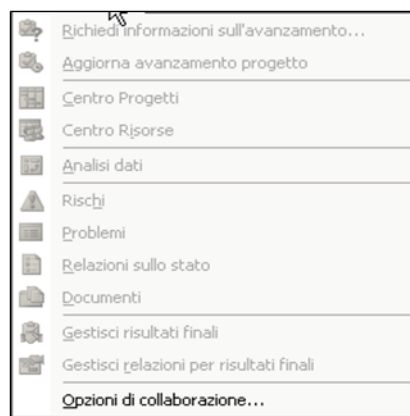 Richiedi informazioni sull'avanzamento...
Aggiorna avanzamento progetto
Centro Progetti
Centro Risorse
Analisi dati
Rischi
Problemi
Relazioni sullo stato
Documenti
Gestisci risultati finali
Gestisci relazioni per risultati finali
Opzioni di collaborazione...